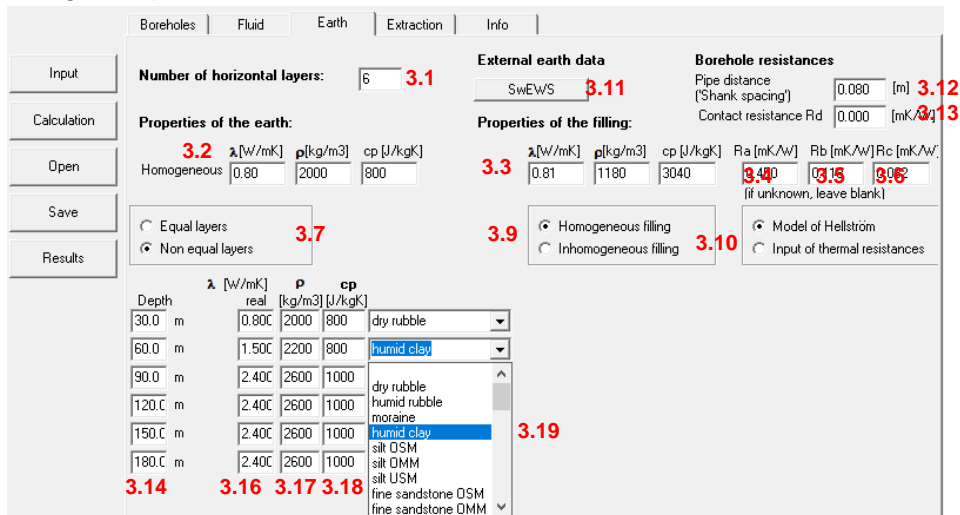 Boreholes Fluid Earth Extraction Info
Input
Calculation
Open
Save
Results
Number of horizontal layers: 6 3.1
External earth data
SwEWS 3.11
Borehole resistances
Pipe distance
('Shank spacing') 0.080 [m] 3.12
Contact resistance Rd 0.000 [mK/W] 3.13
Properties of the earth:
3.2 λ[W/mK] ρ[kg/m3] cp [J/kgK]
Homogeneous 0.80 2000 800
Properties of the filling:
3.3 λ[W/mK] ρ[kg/m3] cp [J/kgK] Ra [mK/W] Rb [mK/W] Rc [mK/W
0.81 1180 3040 3.4 3.5 3.6
(if unknown, leave blank)
Equal layers
Non equal layers
3.7
3.9
Homogeneous filling
Inhomogeneous filling
3.10
Model of Hellström
Input of thermal resistances
λ [W/mK] ρ cp
Depth real [kg/m3] [J/kgK]
30.0 m 0.800 2000 800 dry rubble
60.0 m 1.500 2200 800 humid clay
90.0 m 2.400 2600 1000
120.0 m 2.400 2600 1000
150.0 m 2.400 2600 1000
180.0 m 2.400 2600 1000
dry rubble
humid rubble
moraine
humid clay
silt OSM
silt OMM
silt USM
fine sandstone OSM
fine sandstone OMM
3.19
3.14 3.16 3.17 3.18